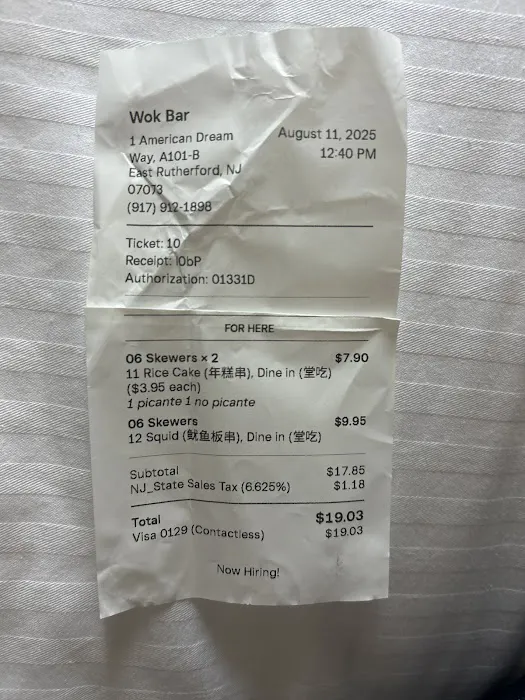 Wok Bar
1 American Dream
Way, A101-B
East Rutherford, NJ
07073
(917) 912-1898
August 11, 2025
12:40 PM
Ticket: 10
Receipt: I0bP
Authorization: 01331D
FOR HERE
06 Skewers × 2 $7.90
11 Rice Cake (年糕串), Dine in (堂吃)
($3.95 each)
1 picante 1 no picante
06 Skewers $9.95
12 Squid (鱿鱼板串), Dine in (堂吃)
Subtotal $17.85
NJ_State Sales Tax (6.625%) $1.18
Total $19.03
Visa 0129 (Contactless) $19.03
Now Hiring!